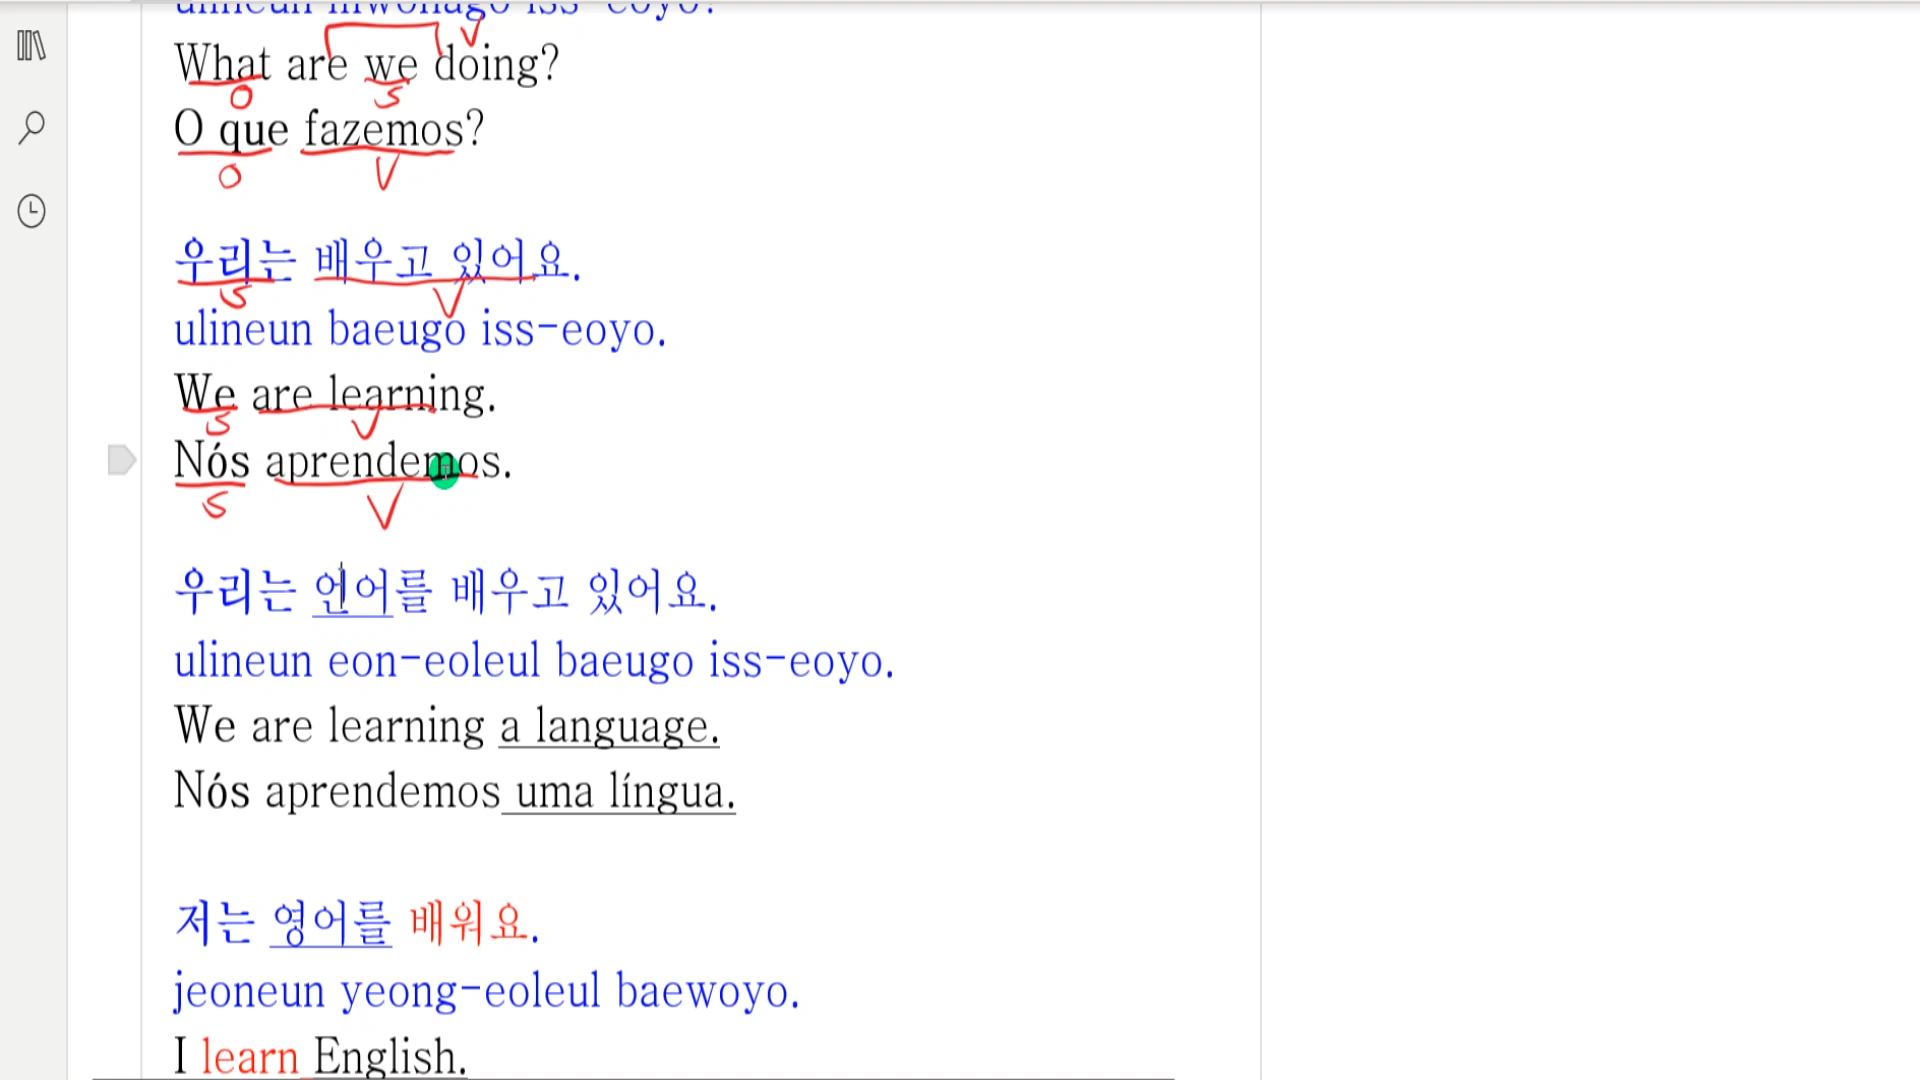 What are we doing?
O S
O que fazemos?
O V
우리는 배우고 있어요.
S V
ulineun baeugo iss-eoyo.
We are learning.
S V
Nós aprendemos.
S V
우리는 언어를 배우고 있어요.
ulineun eon-eoleul baeugo iss-eoyo.
We are learning a language.
Nós aprendemos uma língua.
저는 영어를 배워요.
jeoneun yeong-eoleul baewoyo.
I learn English.